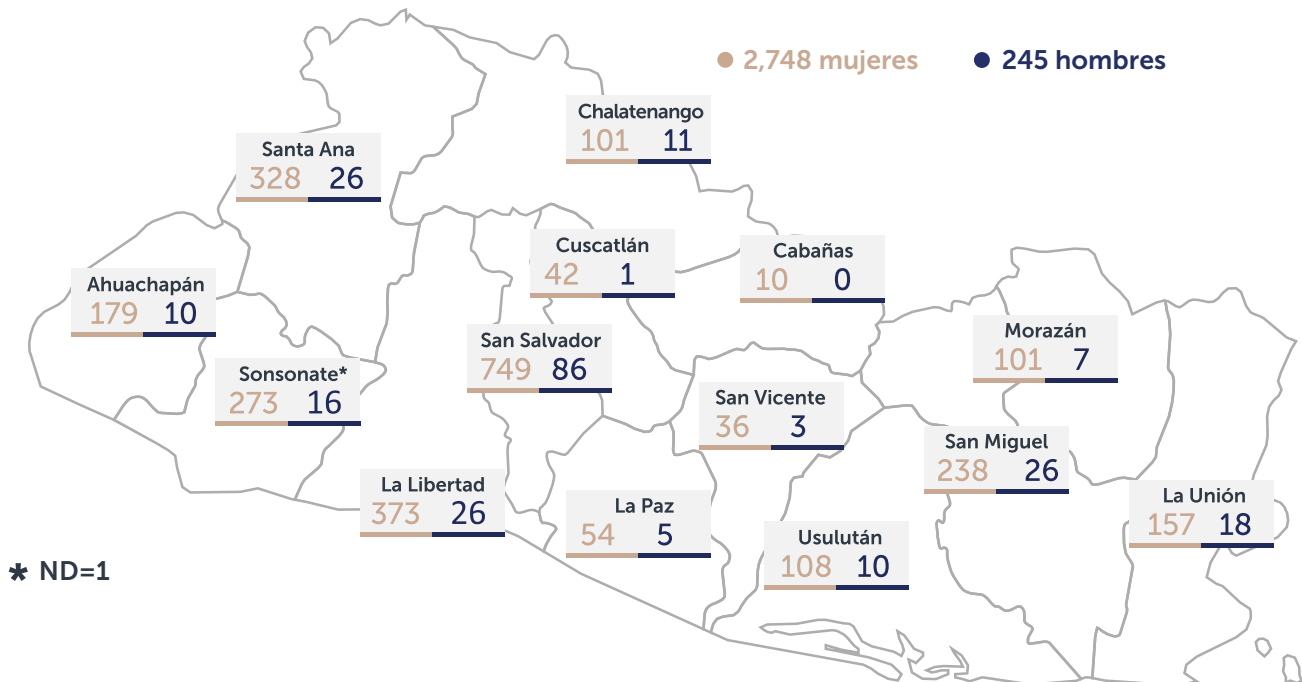 2,748 mujeres 245 hombres
Chalatenango
101 11
Santa Ana
328 26
Cuscatlán
42 1
Cabañas
10 0
Ahuachapán
179 10
San Salvador
749 86
Morazán
101 7
Sonsonate*
273 16
San Vicente
36 3
San Miguel
238 26
La Libertad
373 26
La Paz
54 5
La Unión
157 18
Usulután
108 10
* ND=1